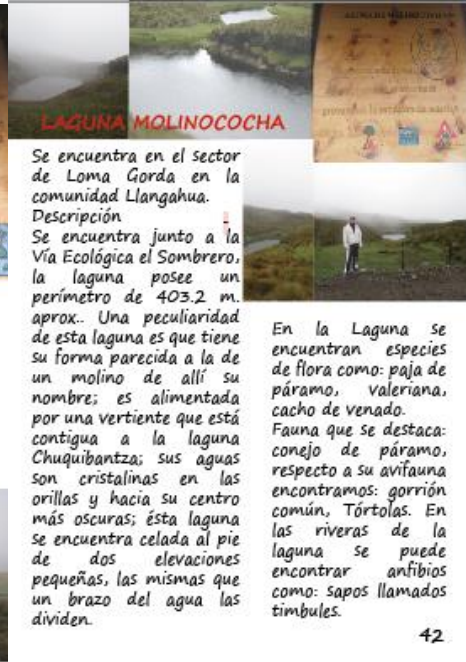 LAGUNA MOLINOCOCHA
Se encuentra en el sector
de Loma Gorda en la
comunidad Llangahua.
Descripción
Se encuentra junto a la
Vía Ecológica el Sombrero,
la laguna posee un
perímetro de 403.2 m.
aprox.. Una peculiaridad
de esta laguna es que tiene
su forma parecida a la de
un molino de allí su
nombre; es alimentada
por una vertiente que está
contigua a la laguna
Chuquibantza; sus aguas
son cristalinas en las
orillas y hacia su centro
más oscuras; ésta laguna
se encuentra celada al pie
de dos elevaciones
pequeñas, las mismas que
un brazo del agua las
dividen.
En la Laguna se
encuentran especies
de flora como: paja de
páramo, valeriana,
cacho de venado.
Fauna que se destaca:
conejo de páramo,
respecto a su avifauna
encontramos: gorrión
común, Tórtolas. En
las riveras de la
laguna se puede
encontrar anfibios
como: sapos llamados
timbules.
42